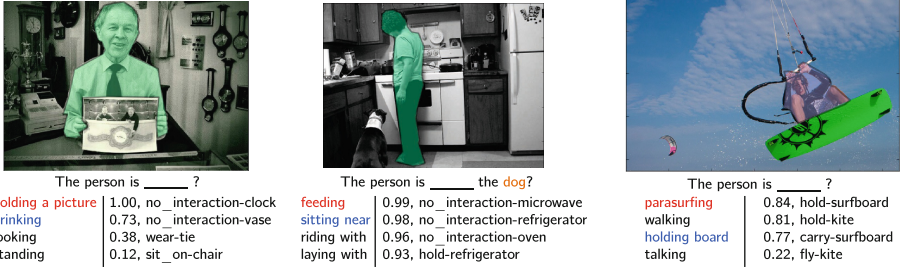 The person is _____ ?
olding a picture 1.00, no_interaction-clock
rinking 0.73, no_interaction-vase
ooking 0.38, wear-tie
tanding 0.12, sit_on-chair
The person is _____ the dog?
feeding 0.99, no_interaction-microwave
sitting near 0.98, no_interaction-refrigerator
riding with 0.96, no_interaction-oven
laying with 0.93, hold-refrigerator
The person is _____ ?
parasurfing 0.84, hold-surfboard
walking 0.81, hold-kite
holding board 0.77, carry-surfboard
talking 0.22, fly-kite